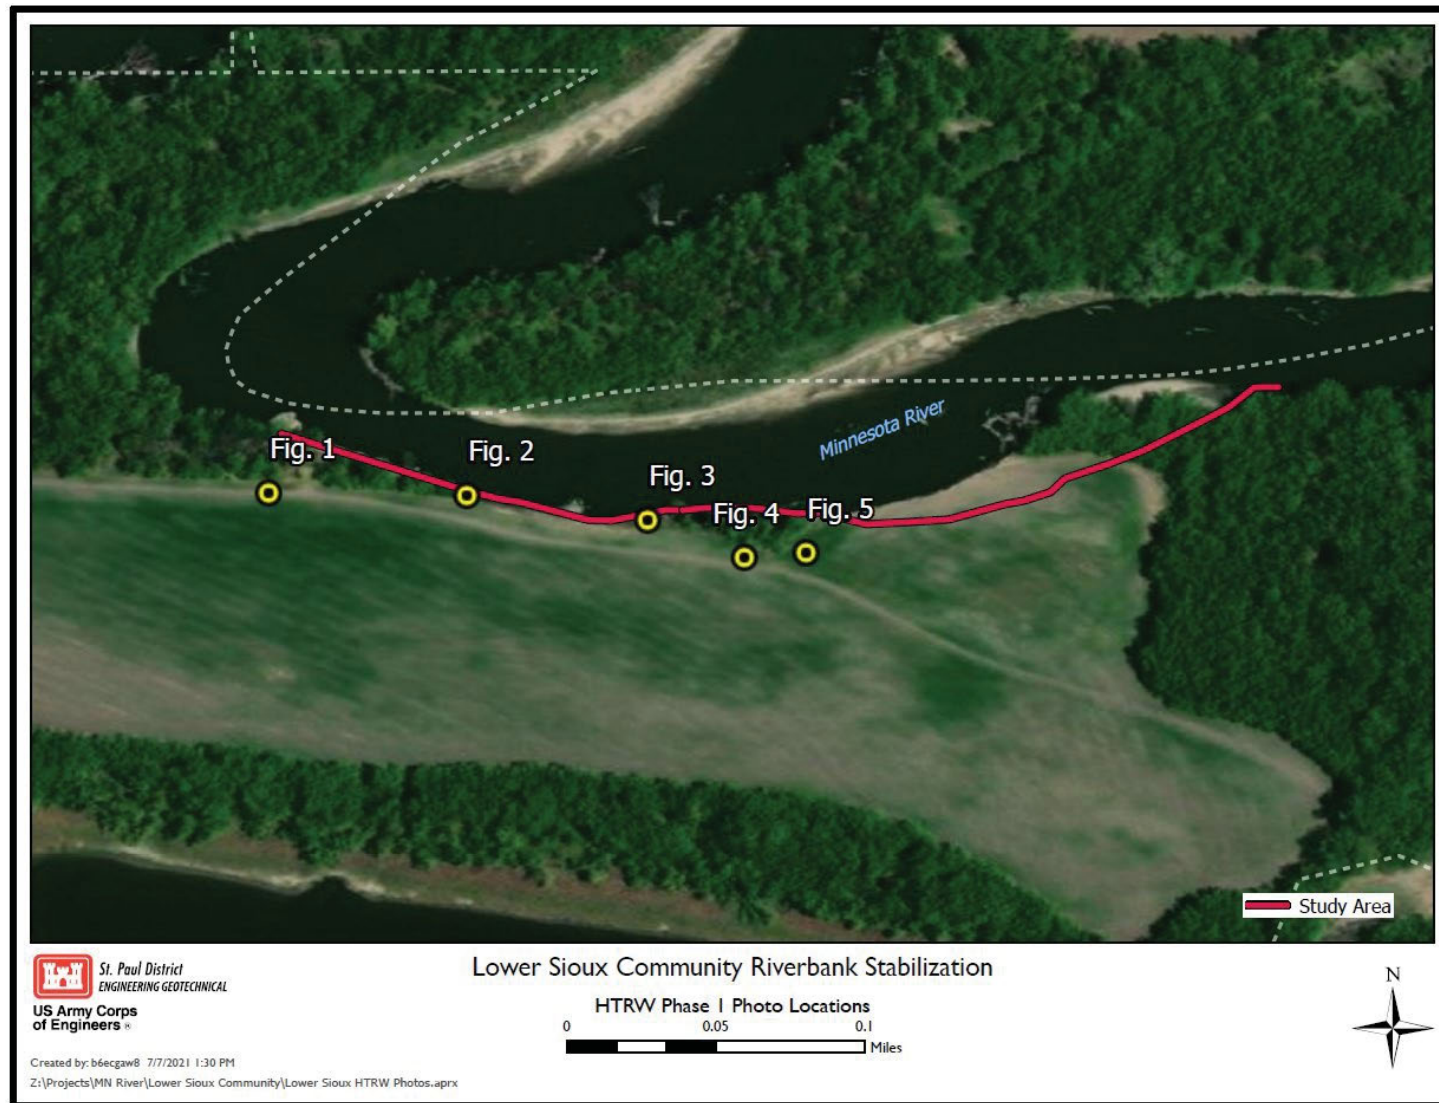 Fig. 1
Fig. 2
Fig. 3
Fig. 4
Fig. 5
Minnesota River
Study Area
St. Paul District
ENGINEERING GEOTECHNICAL
US Army Corps
of Engineers ®
Lower Sioux Community Riverbank Stabilization
HTRW Phase 1 Photo Locations
0 0.05 0.1
Miles
N
Created by: b6ecgaw8 7/7/2021 1:30 PM
Z:\Projects\MN River\Lower Sioux Community\Lower Sioux HTRW Photos.aprx